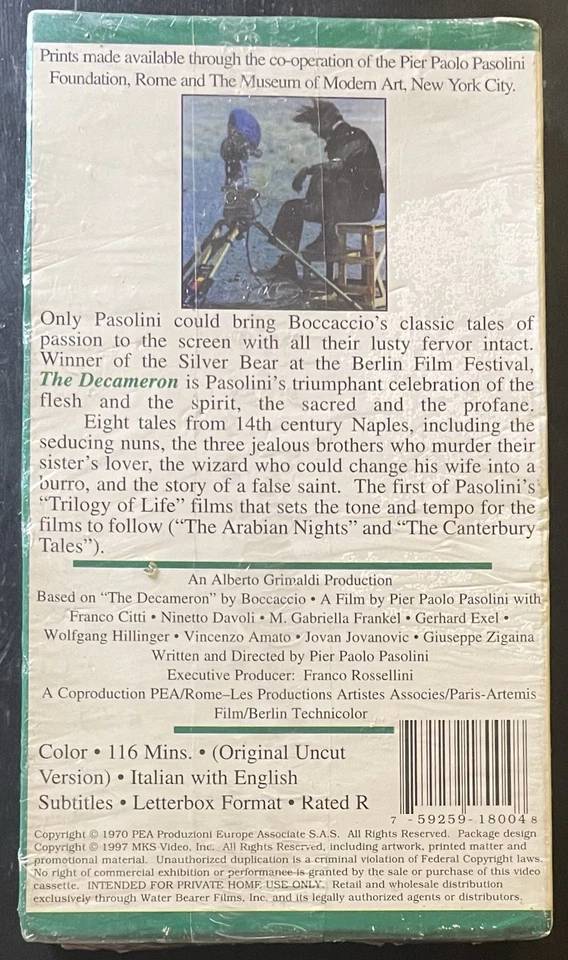 Prints made available through the co-operation of the Pier Paolo Pasolini
Foundation, Rome and The Museum of Modern Art, New York City.
Only Pasolini could bring Boccaccio's classic tales of
passion to the screen with all their lusty fervor intact.
Winner of the Silver Bear at the Berlin Film Festival,
The Decameron is Pasolini's triumphant celebration of the
flesh and the spirit, the sacred and the profane.
Eight tales from 14th century Naples, including the
seducing nuns, the three jealous brothers who murder their
sister's lover, the wizard who could change his wife into a
burro, and the story of a false saint. The first of Pasolini's
"Trilogy of Life" films that sets the tone and tempo for the
films to follow ("The Arabian Nights" and "The Canterbury
Tales").
An Alberto Grimaldi Production
Based on "The Decameron" by Boccaccio • A Film by Pier Paolo Pasolini with
Franco Citti • Ninetto Davoli • M. Gabriella Frankel • Gerhard Exel •
Wolfgang Hillinger • Vincenzo Amato • Jovan Jovanovic • Giuseppe Zigaina
Written and Directed by Pier Paolo Pasolini
Executive Producer: Franco Rossellini
A Coproduction PEA/Rome–Les Productions Artistes Associes/Paris-Artemis
Film/Berlin Technicolor
Color • 116 Mins. • (Original Uncut
Version) • Italian with English
Subtitles • Letterbox Format • Rated R
7 -59259-18004 8
Copyright © 1970 PEA Produzioni Europe Associate S.A.S. All Rights Reserved. Package design
Copyright © 1997 MKS Video, Inc. All Rights Reserved, including artwork, printed matter and
promotional material. Unauthorized duplication is a criminal violation of Federal Copyright laws.
No right of commercial exhibition or performance is granted by the sale or purchase of this video
cassette. INTENDED FOR PRIVATE HOME USE ONLY. Retail and wholesale distribution
exclusively through Water Bearer Films, Inc. and its legally authorized agents or distributors.